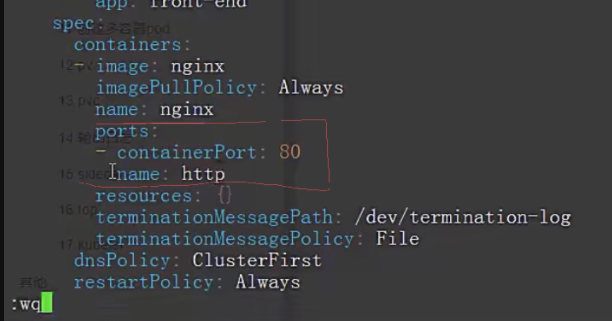 app: front-end
spec:
containers:
- image: nginx
imagePullPolicy: Always
name: nginx
ports:
- containerPort: 80
name: http
resources: {}
terminationMessagePath: /dev/termination-log
terminationMessagePolicy: File
dnsPolicy: ClusterFirst
restartPolicy: Always
:wq